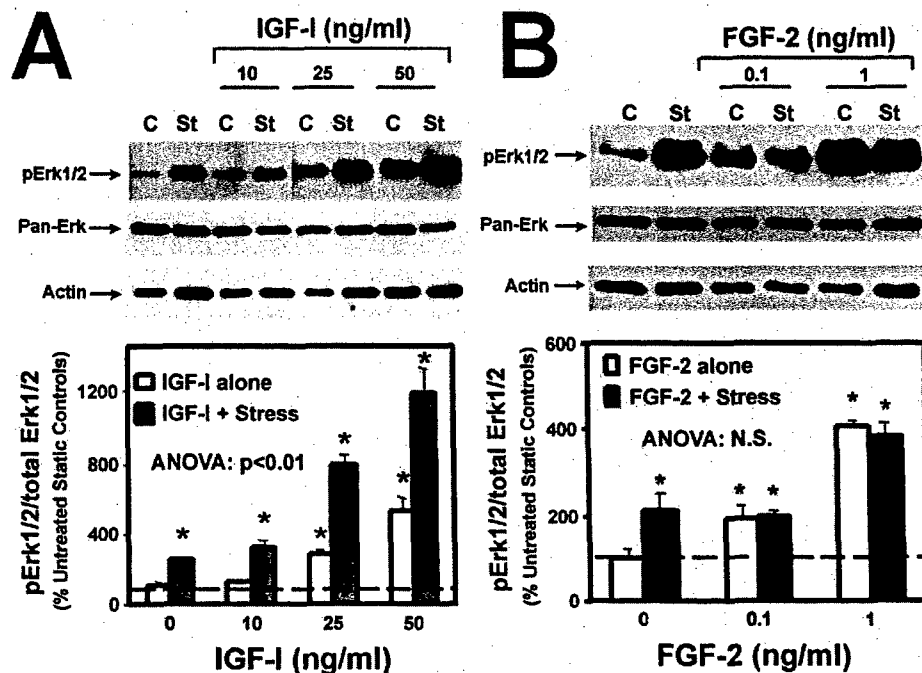 A
IGF-I (ng/ml)
10 25 50
C St C St C St C St
pErk1/2
Pan-Erk
Actin
pErk1/2/total Erk1/2
(% Untreated Static Controls)
1200
800
400
0
IGF-I alone
IGF-I + Stress
ANOVA: p<0.01
* * * * * *
0 10 25 50
IGF-I (ng/ml)
B
FGF-2 (ng/ml)
0.1 1
C St C St C St
pErk1/2
Pan-Erk
Actin
pErk1/2/total Erk1/2
(% Untreated Static Controls)
600
400
200
0
FGF-2 alone
FGF-2 + Stress
ANOVA: N.S.
* * * * *
0 0.1 1
FGF-2 (ng/ml)